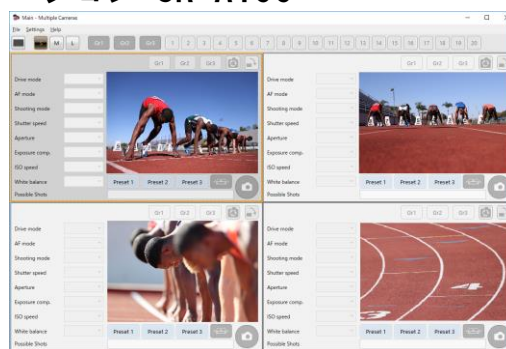 Main - Multiple Cameras
File Settings Help
M L Gr1 Gr2 Gr3 1 2 3 4 5 6 7 8 9 10 11 12 13 14 15 16 17 18 19 20
Gr1 Gr2 Gr3
Drive mode
AF mode
Shooting mode
Shutter speed
Aperture
Exposure comp.
ISO speed
White balance
Preset 1 Preset 2 Preset 3
Possible Shots
Gr1 Gr2 Gr3
Drive mode
AF mode
Shooting mode
Shutter speed
Aperture
Exposure comp.
ISO speed
White balance
Preset 1 Preset 2 Preset 3
Possible Shots
Gr1 Gr2 Gr3
Drive mode
AF mode
Shooting mode
Shutter speed
Aperture
Exposure comp.
ISO speed
White balance
Preset 1 Preset 2 Preset 3
Possible Shots
Gr1 Gr2 Gr3
Drive mode
AF mode
Shooting mode
Shutter speed
Aperture
Exposure comp.
ISO speed
White balance
Preset 1 Preset 2 Preset 3
Possible Shots
4